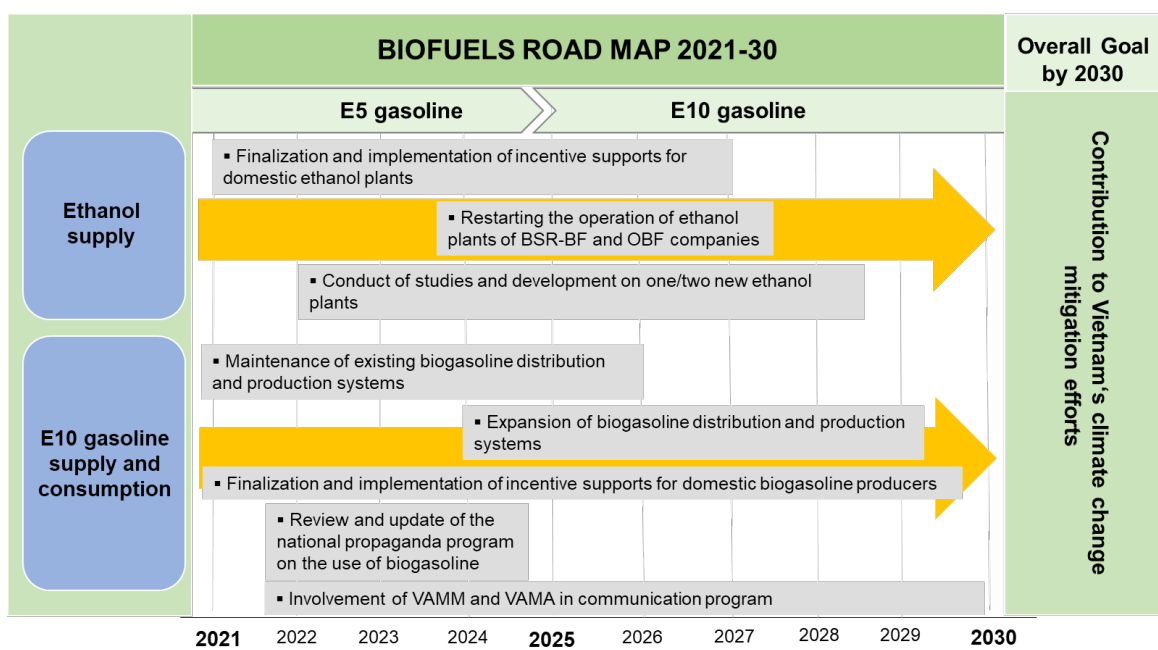 BIOFUELS ROAD MAP 2021-30
Overall Goal
by 2030
E5 gasoline
E10 gasoline
Ethanol
supply
▪ Finalization and implementation of incentive supports for
domestic ethanol plants
▪ Restarting the operation of ethanol
plants of BSR-BF and OBF companies
▪ Conduct of studies and development on one/two new ethanol
plants
E10 gasoline
supply and
consumption
▪ Maintenance of existing biogasoline distribution
and production systems
▪ Expansion of biogasoline distribution and production
systems
▪ Finalization and implementation of incentive supports for domestic biogasoline producers
▪ Review and update of the
national propaganda program
on the use of biogasoline
▪ Involvement of VAMM and VAMA in communication program
Contribution to Vietnam‘s climate change
mitigation efforts
2021 2022 2023 2024 2025 2026 2027 2028 2029 2030